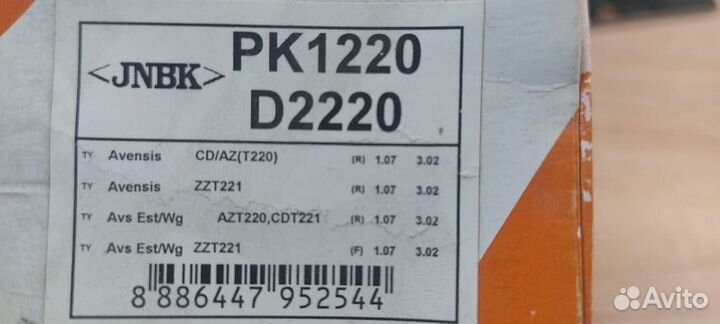 <JNBK> PK1220
D2220
TY Avensis CD/AZ(T220) (R) 1.07 3.02
TY Avensis ZZT221 (R) 1.07 3.02
TY Avs Est/Wg AZT220,CDT221 (R) 1.07 3.02
TY Avs Est/Wg ZZT221 (F) 1.07 3.02
8 886447 952544
Avito